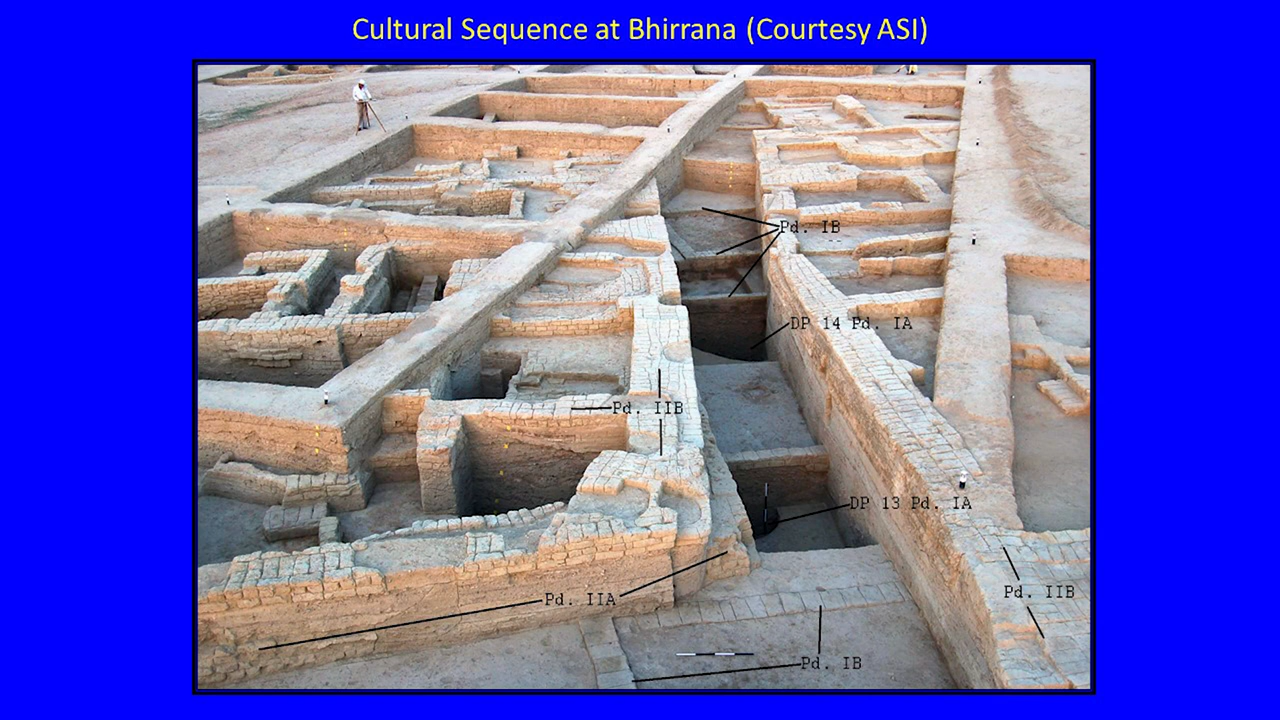 Cultural Sequence at Bhirrana (Courtesy ASI)
Pd. IB
DP 14 Pd. IA
Pd. IIB
DP 13 Pd. IA
Pd. IIB
Pd. IIA
Pd. IB